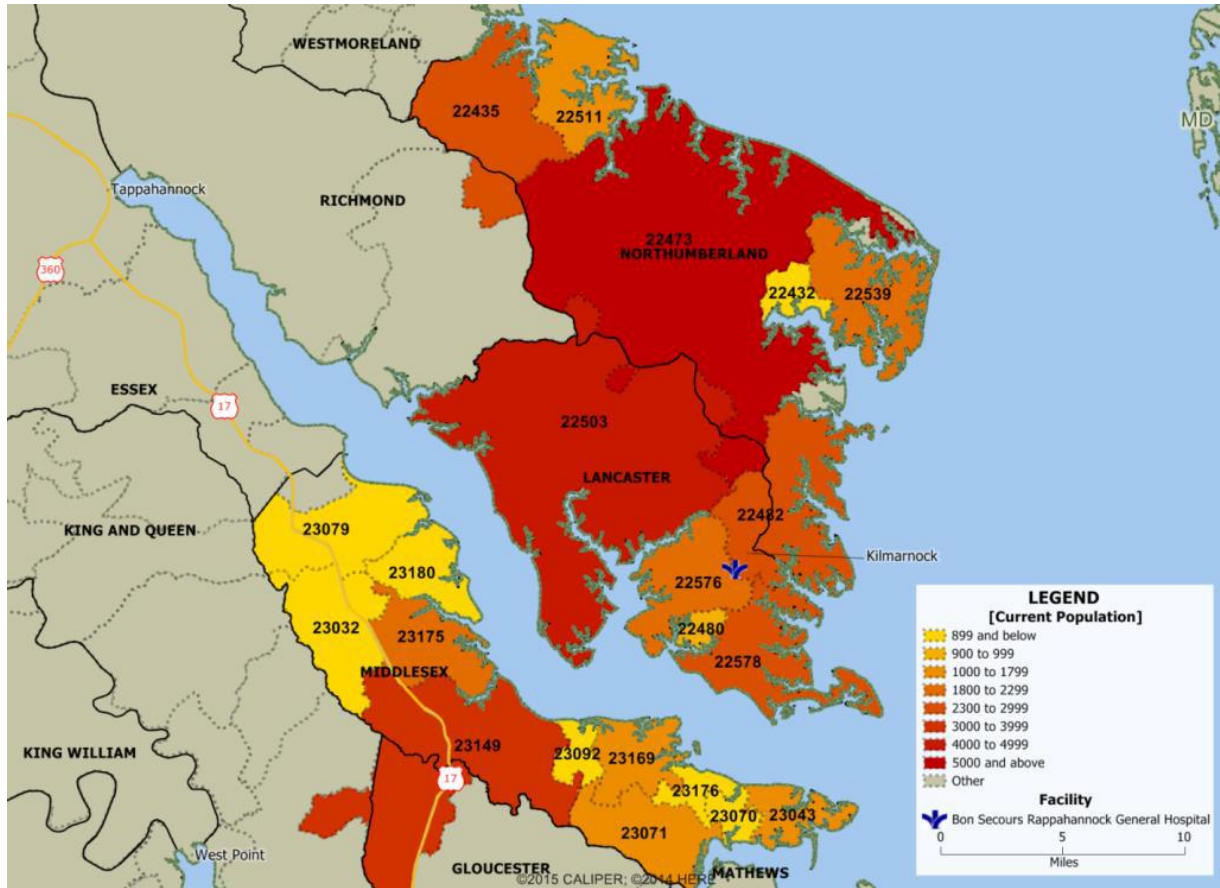 WESTMORELAND
22435
22511
MD
Tappahannock
RICHMOND
360
22473
NORTHUMBERLAND
22432
22539
ESSEX
17
22503
LANCASTER
KING AND QUEEN
23079
22482
Kilmarnock
23180
22576
23032
23175
22480
MIDDLESEX
22578
KING WILLIAM
23149
23092
23169
17
23176
23070
23043
23071
West Point
GLOUCESTER
MATHEWS
©2015 CALIPER; ©2014 HERE
LEGEND
[Current Population]
899 and below
900 to 999
1000 to 1799
1800 to 2299
2300 to 2999
3000 to 3999
4000 to 4999
5000 and above
Other
Facility
Bon Secours Rappahannock General Hospital
0 5 10
Miles